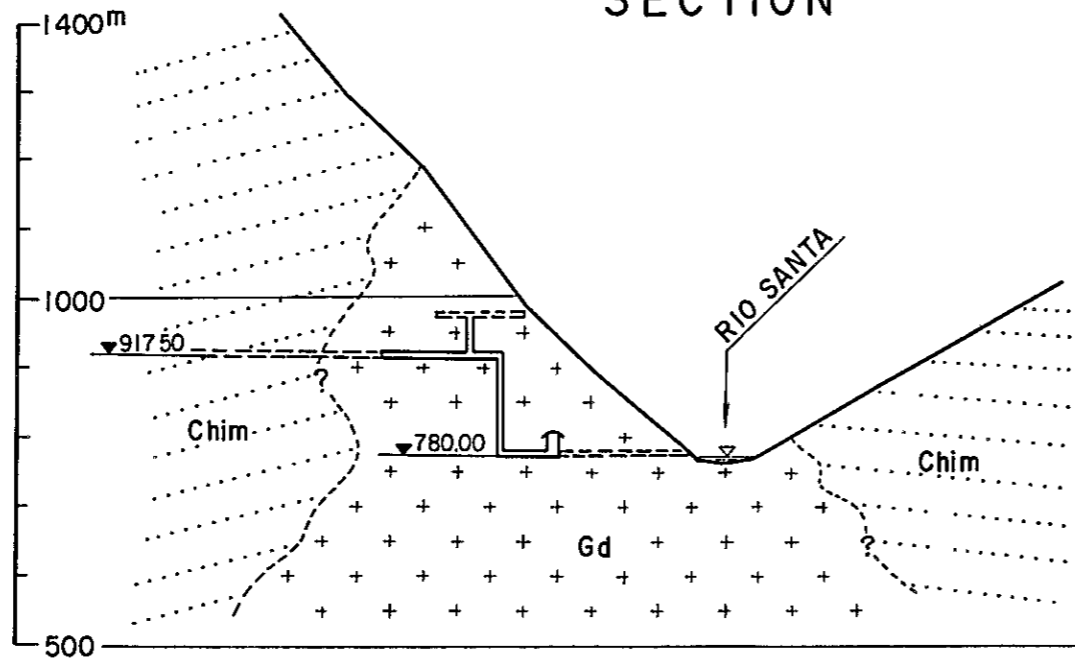 SECTION
1400m
1000
RIO SANTA
917.50
?
Chim
780.00
Chim
Gd
?
500